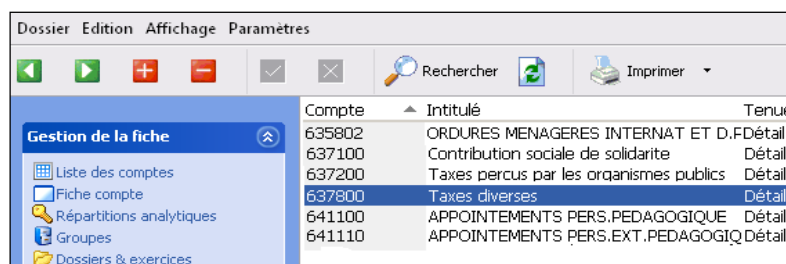 Dossier Edition Affichage Paramètres
Rechercher Imprimer
Compte Intitulé Tenue
Gestion de la fiche
Liste des comptes
Fiche compte
Répartitions analytiques
Groupes
Dossiers & exercices
635802 ORDURES MENAGERES INTERNAT ET D.F Détail
637100 Contribution sociale de solidarite Détail
637200 Taxes percus par les organismes publics Détail
637800 Taxes diverses Détail
641100 APPOINTEMENTS PERS.PEDAGOGIQUE Détail
641110 APPOINTEMENTS PERS.EXT.PEDAGOGIQ Détail